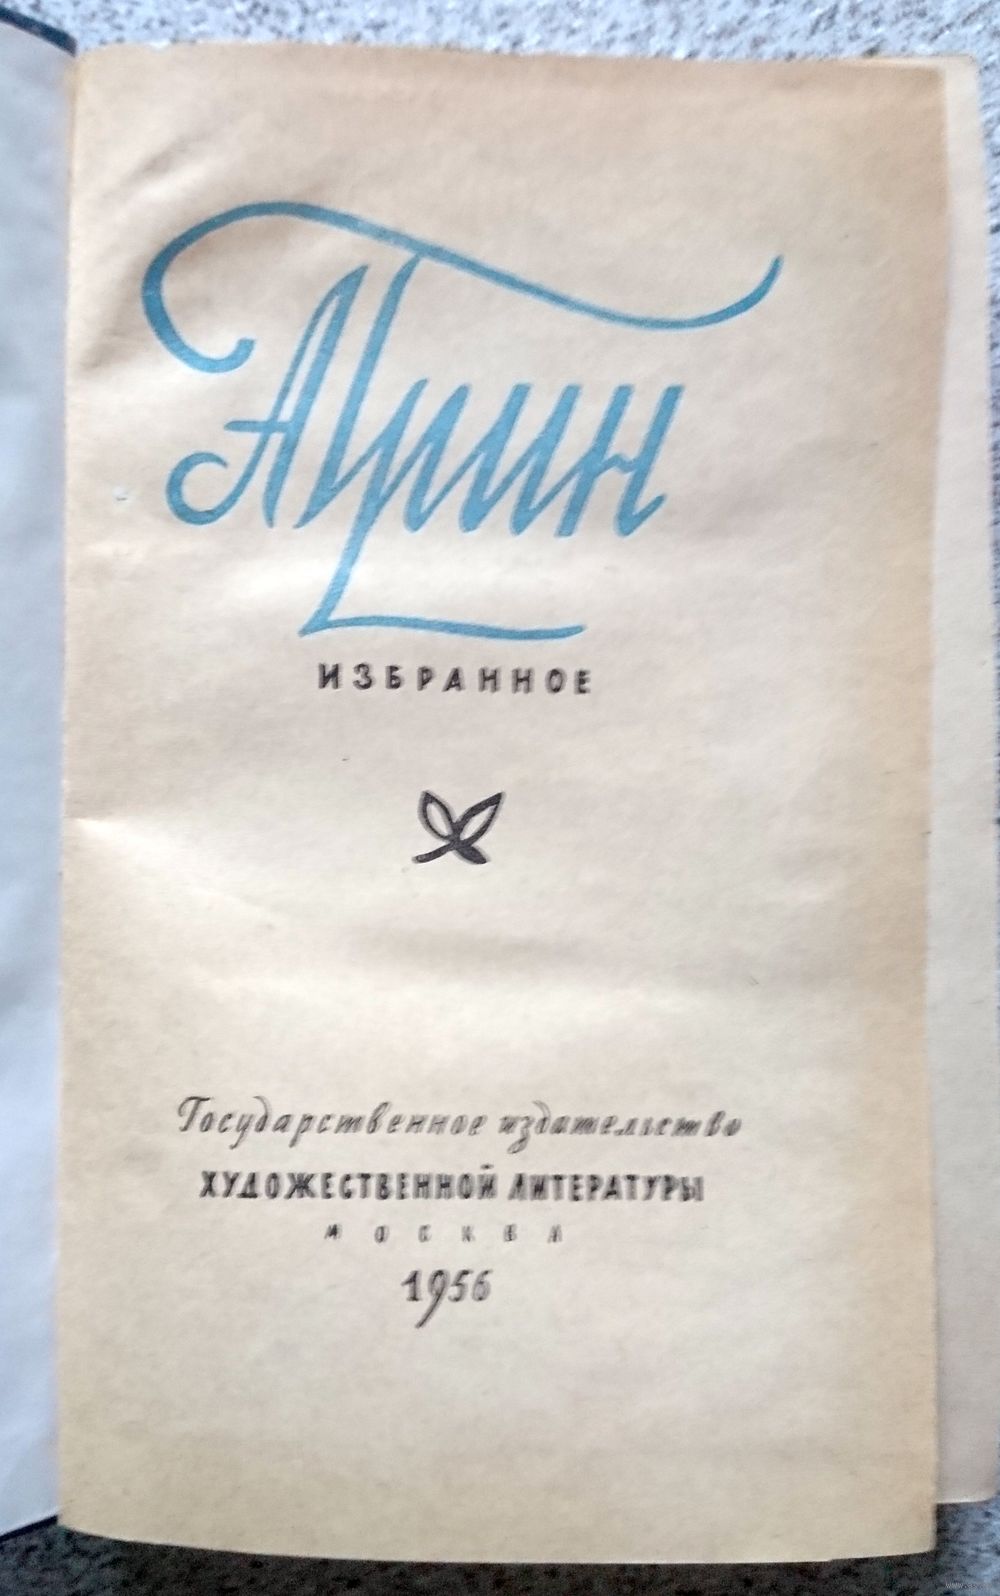 А Грин
ИЗБРАННОЕ
Государственное издательство
ХУДОЖЕСТВЕННОЙ ЛИТЕРАТУРЫ
МОСКВА
1956